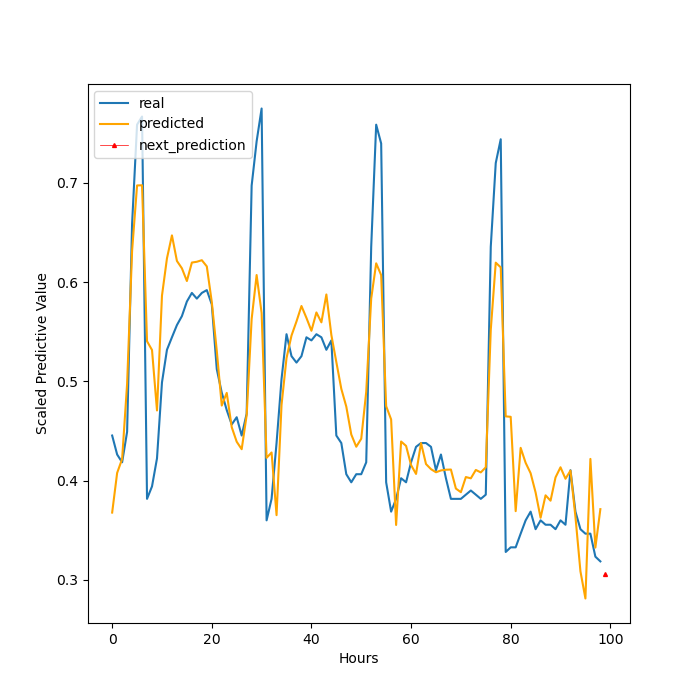 real
predicted
next_prediction
0.7
0.6
0.5
0.4
0.3
Scaled Predictive Value
0 20 40 60 80 100
Hours